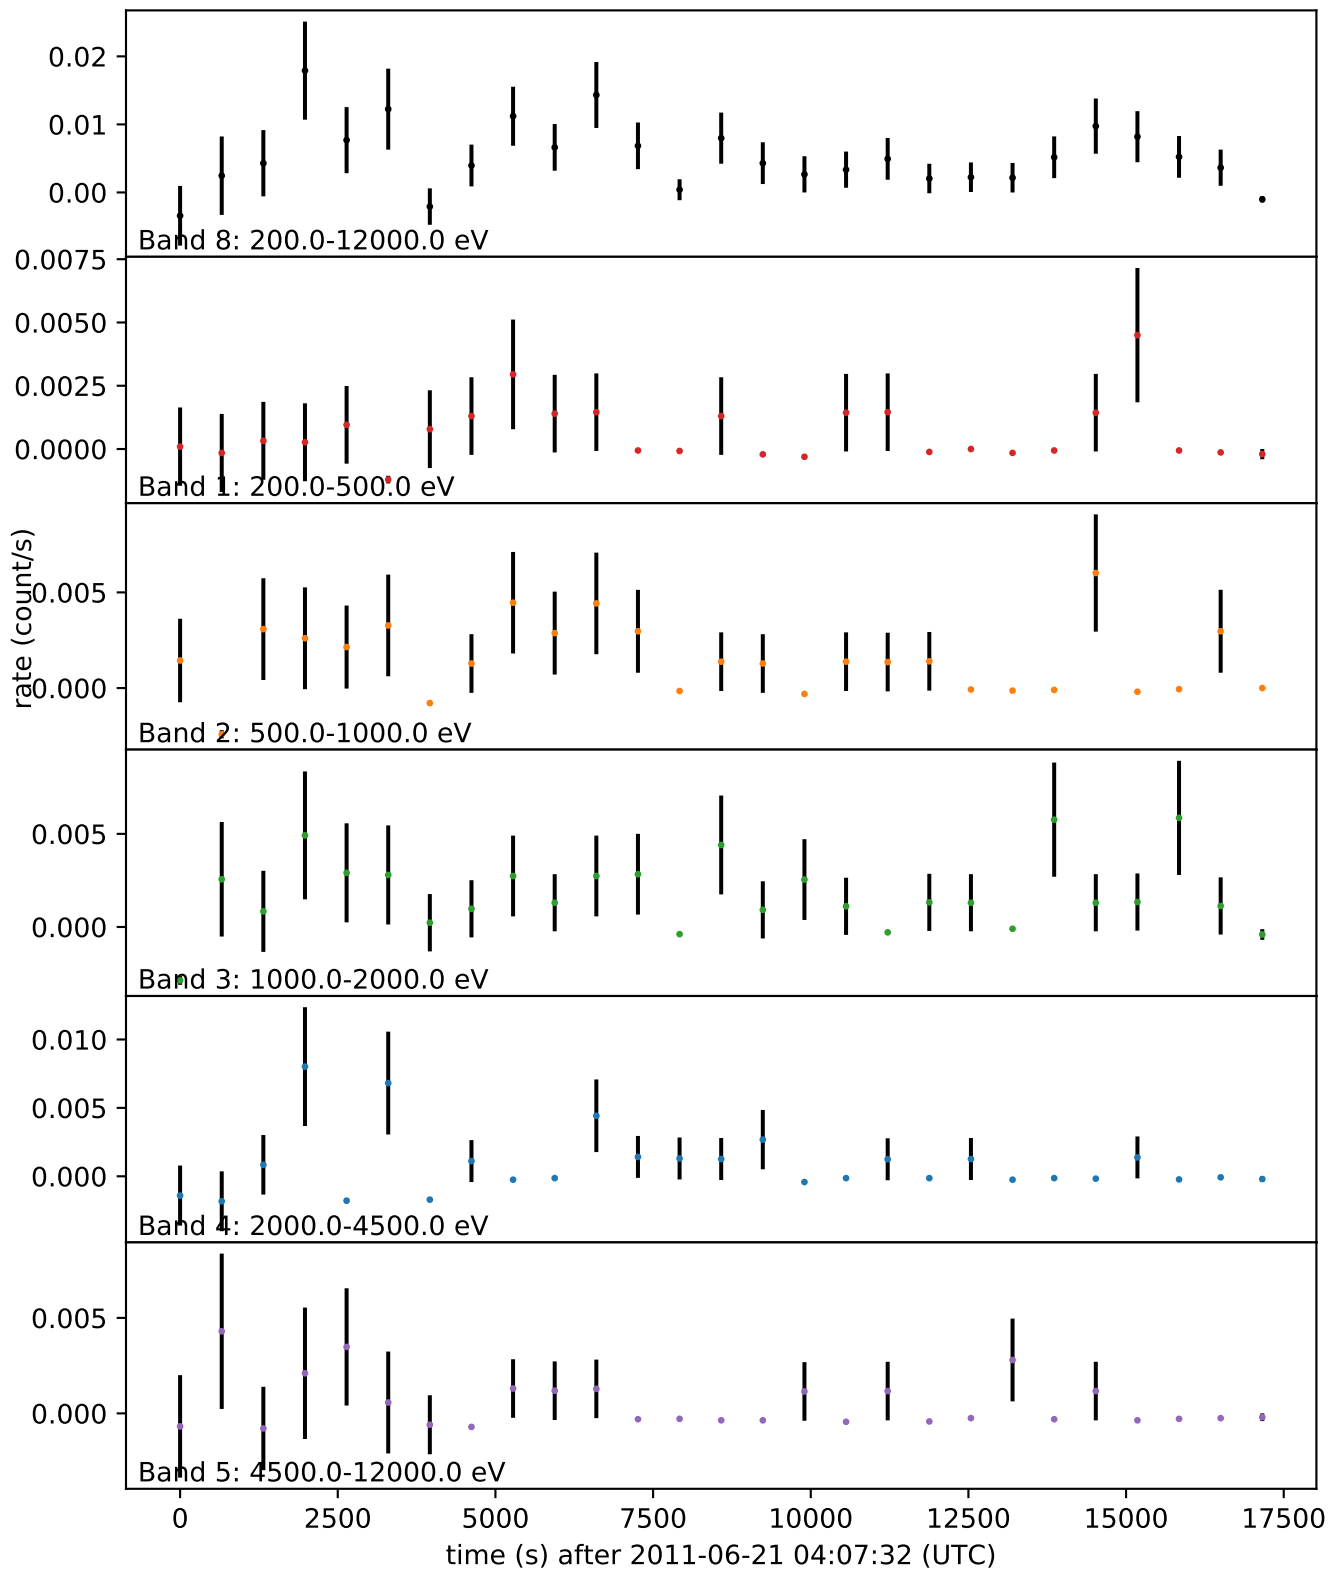 0.02
0.01
0.00
Band 8: 200.0-12000.0 eV
0.0075
0.0050
0.0025
0.0000
Band 1: 200.0-500.0 eV
rate (count/s)
0.005
0.000
Band 2: 500.0-1000.0 eV
0.005
0.000
Band 3: 1000.0-2000.0 eV
0.010
0.005
0.000
Band 4: 2000.0-4500.0 eV
0.005
0.000
Band 5: 4500.0-12000.0 eV
0 2500 5000 7500 10000 12500 15000 17500
time (s) after 2011-06-21 04:07:32 (UTC)